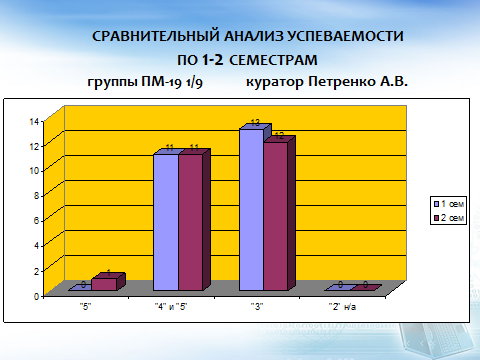 СРАВНИТЕЛЬНЫЙ АНАЛИЗ УСПЕВАЕМОСТИ
ПО 1-2 СЕМЕСТРАМ
группы ПМ-19 1/9 куратор Петренко А.В.
14
12
10
8
6
4
2
0
0
1
11
11
13
12
0
0
"5"
"4" и "5"
"3"
"2" н/а
1 сем
2 сем